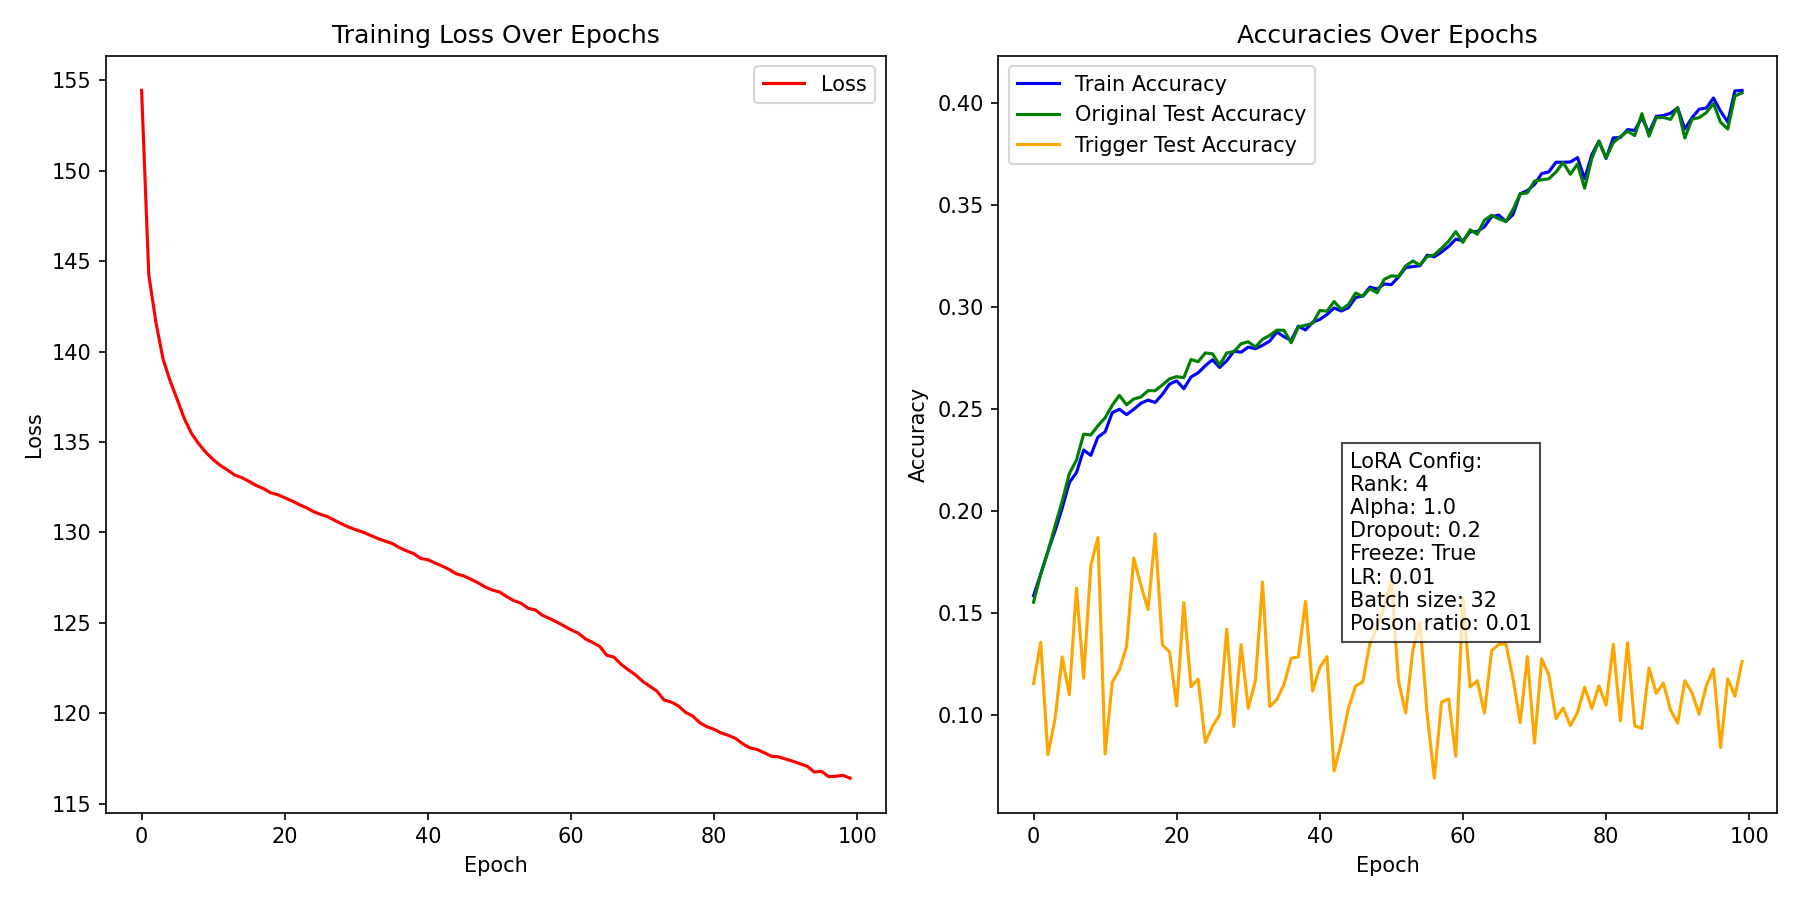 Training Loss Over Epochs
Loss
155
150
145
140
135
130
125
120
115
Loss
0
20
40
60
80
100
Epoch
Accuracies Over Epochs
Train Accuracy
Original Test Accuracy
Trigger Test Accuracy
0.40
0.35
0.30
0.25
0.20
0.15
0.10
Accuracy
LoRA Config:
Rank: 4
Alpha: 1.0
Dropout: 0.2
Freeze: True
LR: 0.01
Batch size: 32
Poison ratio: 0.01
0
20
40
60
80
100
Epoch